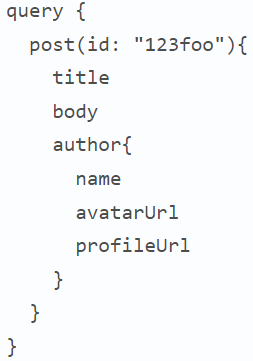 query {
  post(id: "123foo"){
    title
    body
    author{
      name
      avatarUrl
      profileUrl
    }
  }
}